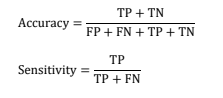 Accuracy = TP + TN / FP + FN + TP + TN
Sensitivity = TP / TP + FN